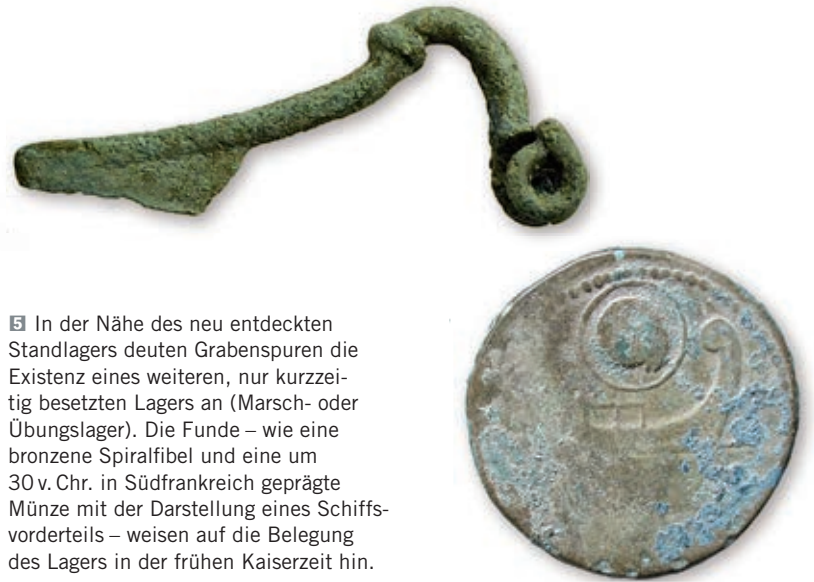 5 In der Nähe des neu entdeckten
Standlagers deuten Grabenspuren die
Existenz eines weiteren, nur kurzzei-
tig besetzten Lagers an (Marsch- oder
Übungslager). Die Funde – wie eine
bronzene Spiralfibel und eine um
30 v. Chr. in Südfrankreich geprägte
Münze mit der Darstellung eines Schiffs-
vorderteils – weisen auf die Belegung
des Lagers in der frühen Kaiserzeit hin.